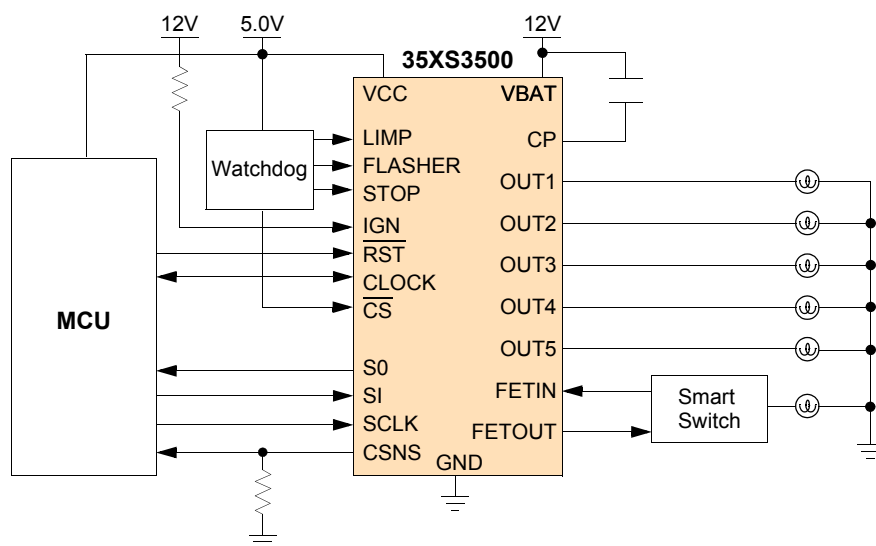 12V
5.0V
12V
35XS3500
VCC
VBAT
CP
LIMP
FLASHER
STOP
Watchdog
IGN
RST
CLOCK
CS
MCU
OUT1
OUT2
OUT3
OUT4
OUT5
S0
SI
SCLK
CSNS
FETIN
FETOUT
Smart
Switch
GND